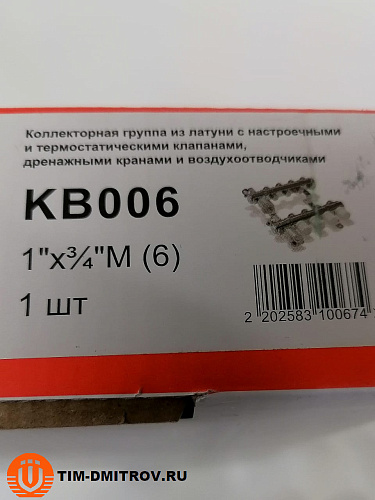 Коллекторная группа из латуни с настроечными
и термостатическими клапанами,
дренажными кранами и воздухоотводчиками
KB006
1"x¾"M (6)
1 шт
2 202583 100674
TIM-DMITROV.RU